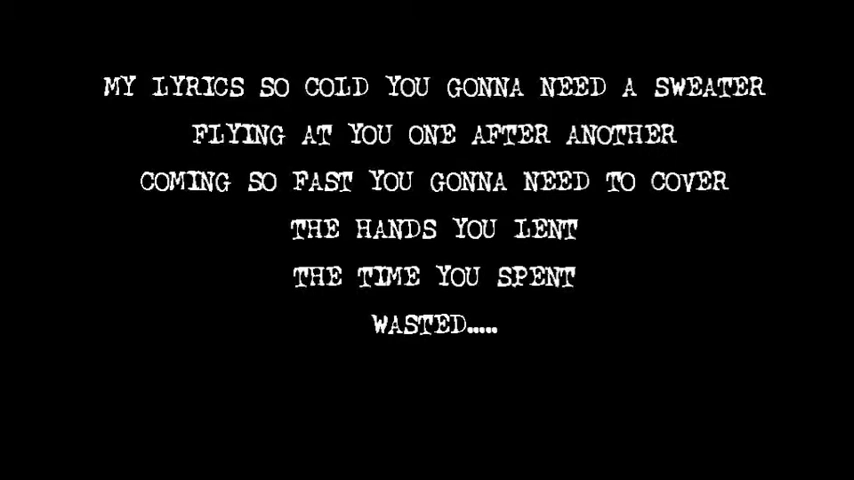 MY LYRICS SO COLD YOU GONNA NEED A SWEATER
FLYING AT YOU ONE AFTER ANOTHER
COMING SO FAST YOU GONNA NEED TO COVER
THE HANDS YOU LENT
THE TIME YOU SPENT
WASTED.....